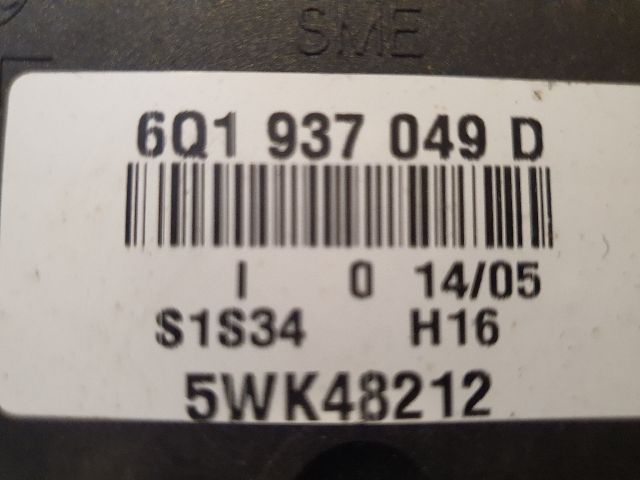 SME
6Q1 937 049 D
I 0 14/05
S1S34 H16
5WK48212